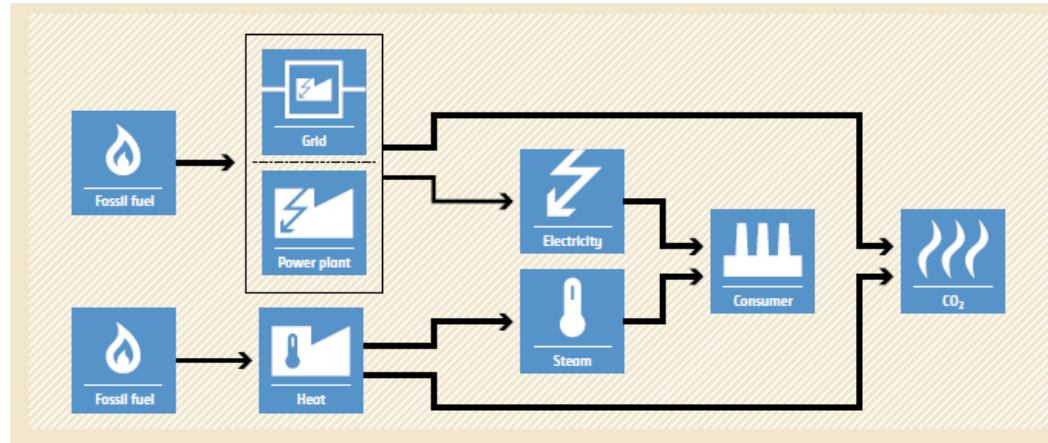 Grid
Fossil fuel
Electricity
Power plant
Consumer
CO₂
Fossil fuel
Heat
Steam